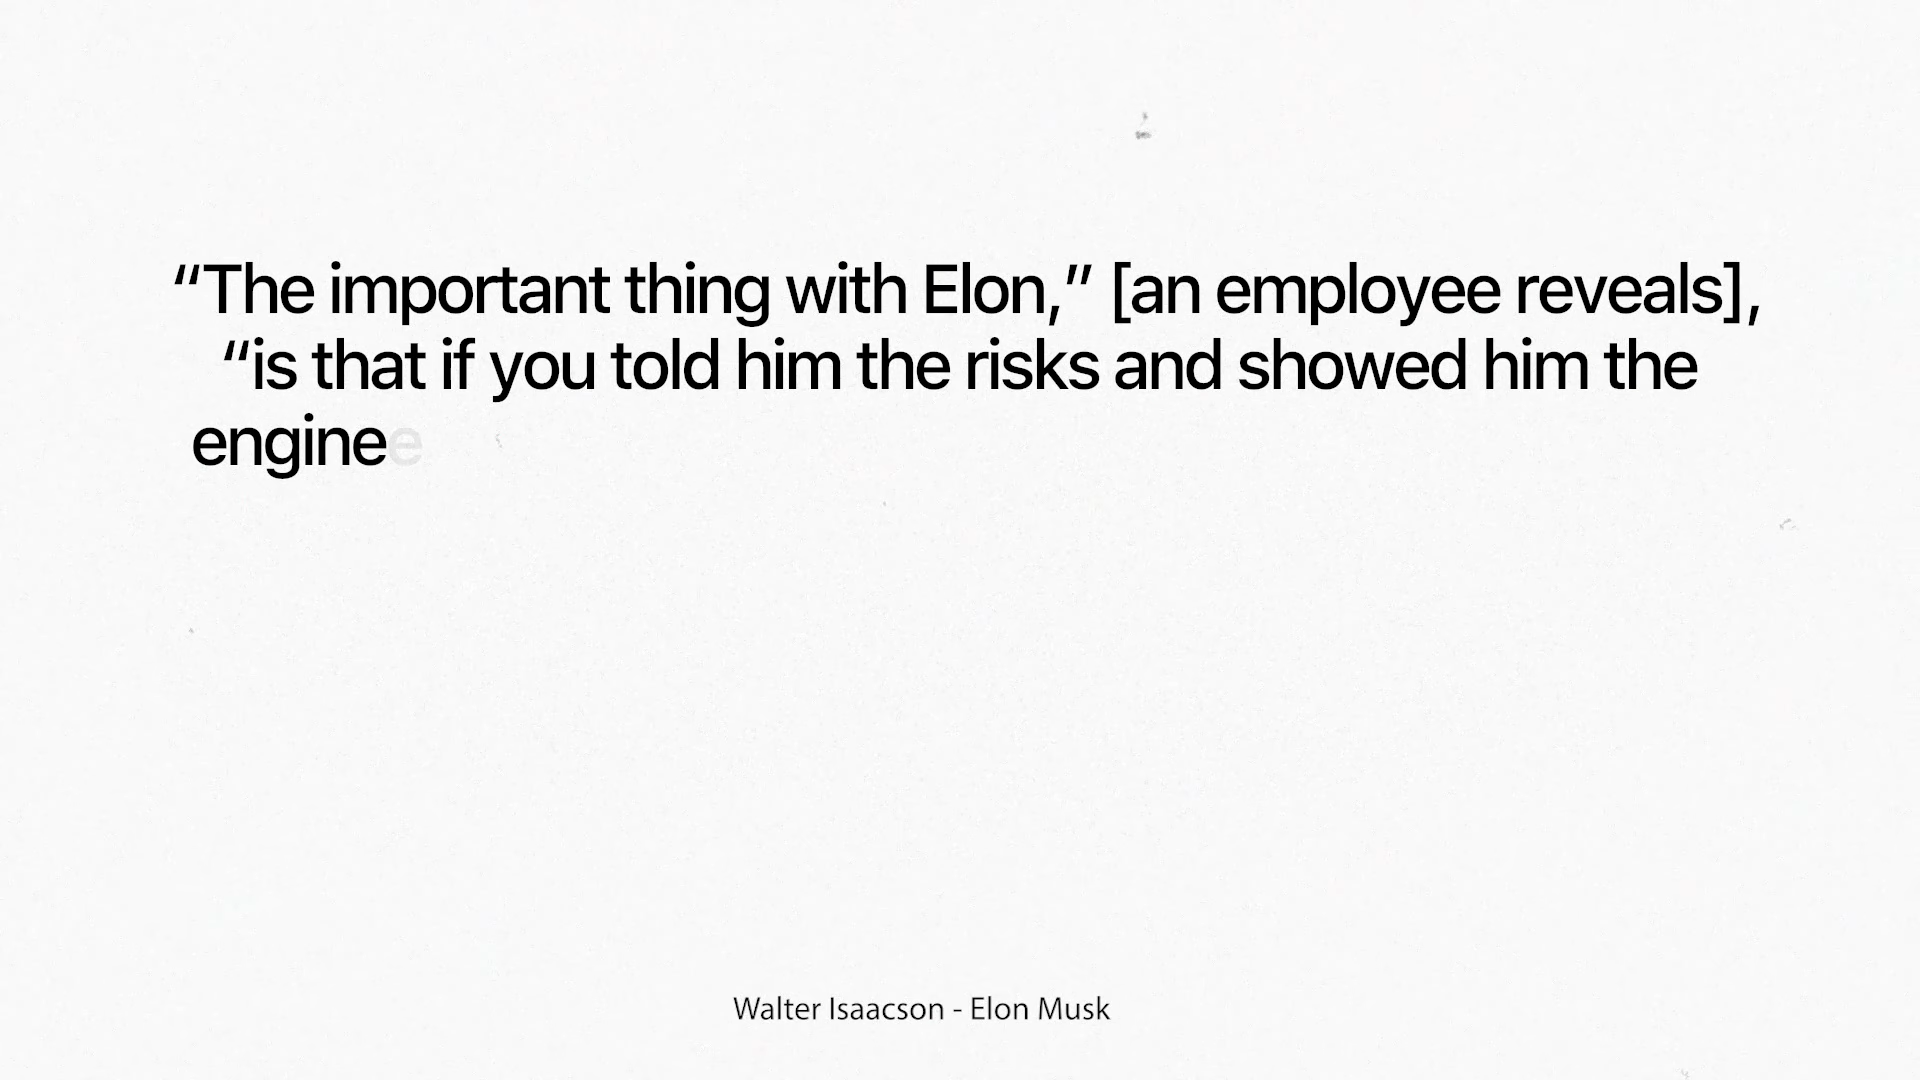 “The important thing with Elon,” [an employee reveals],
“is that if you told him the risks and showed him the
enginee
Walter Isaacson - Elon Musk